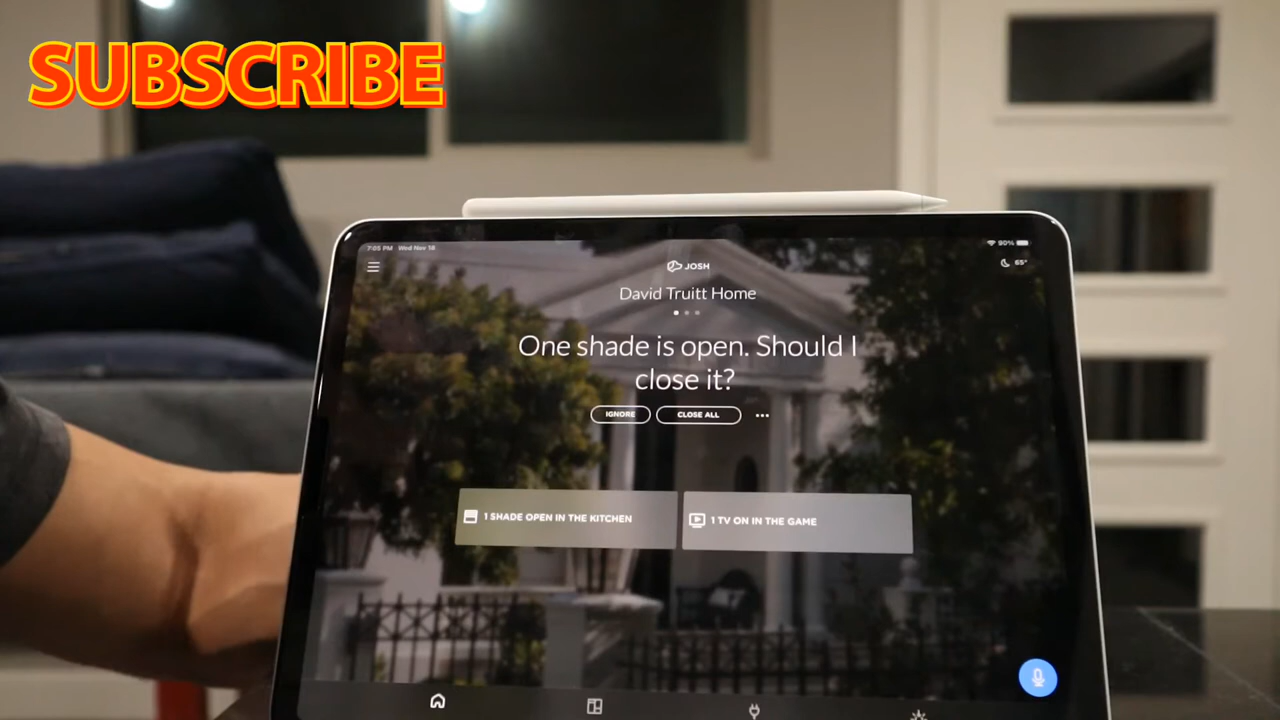 SUBSCRIBE
7:05 PM Wed Nov 18
90%
JOSH
65°
David Truitt Home
One shade is open. Should I
close it?
IGNORE
CLOSE ALL
1 SHADE OPEN IN THE KITCHEN
1 TV ON IN THE GAME